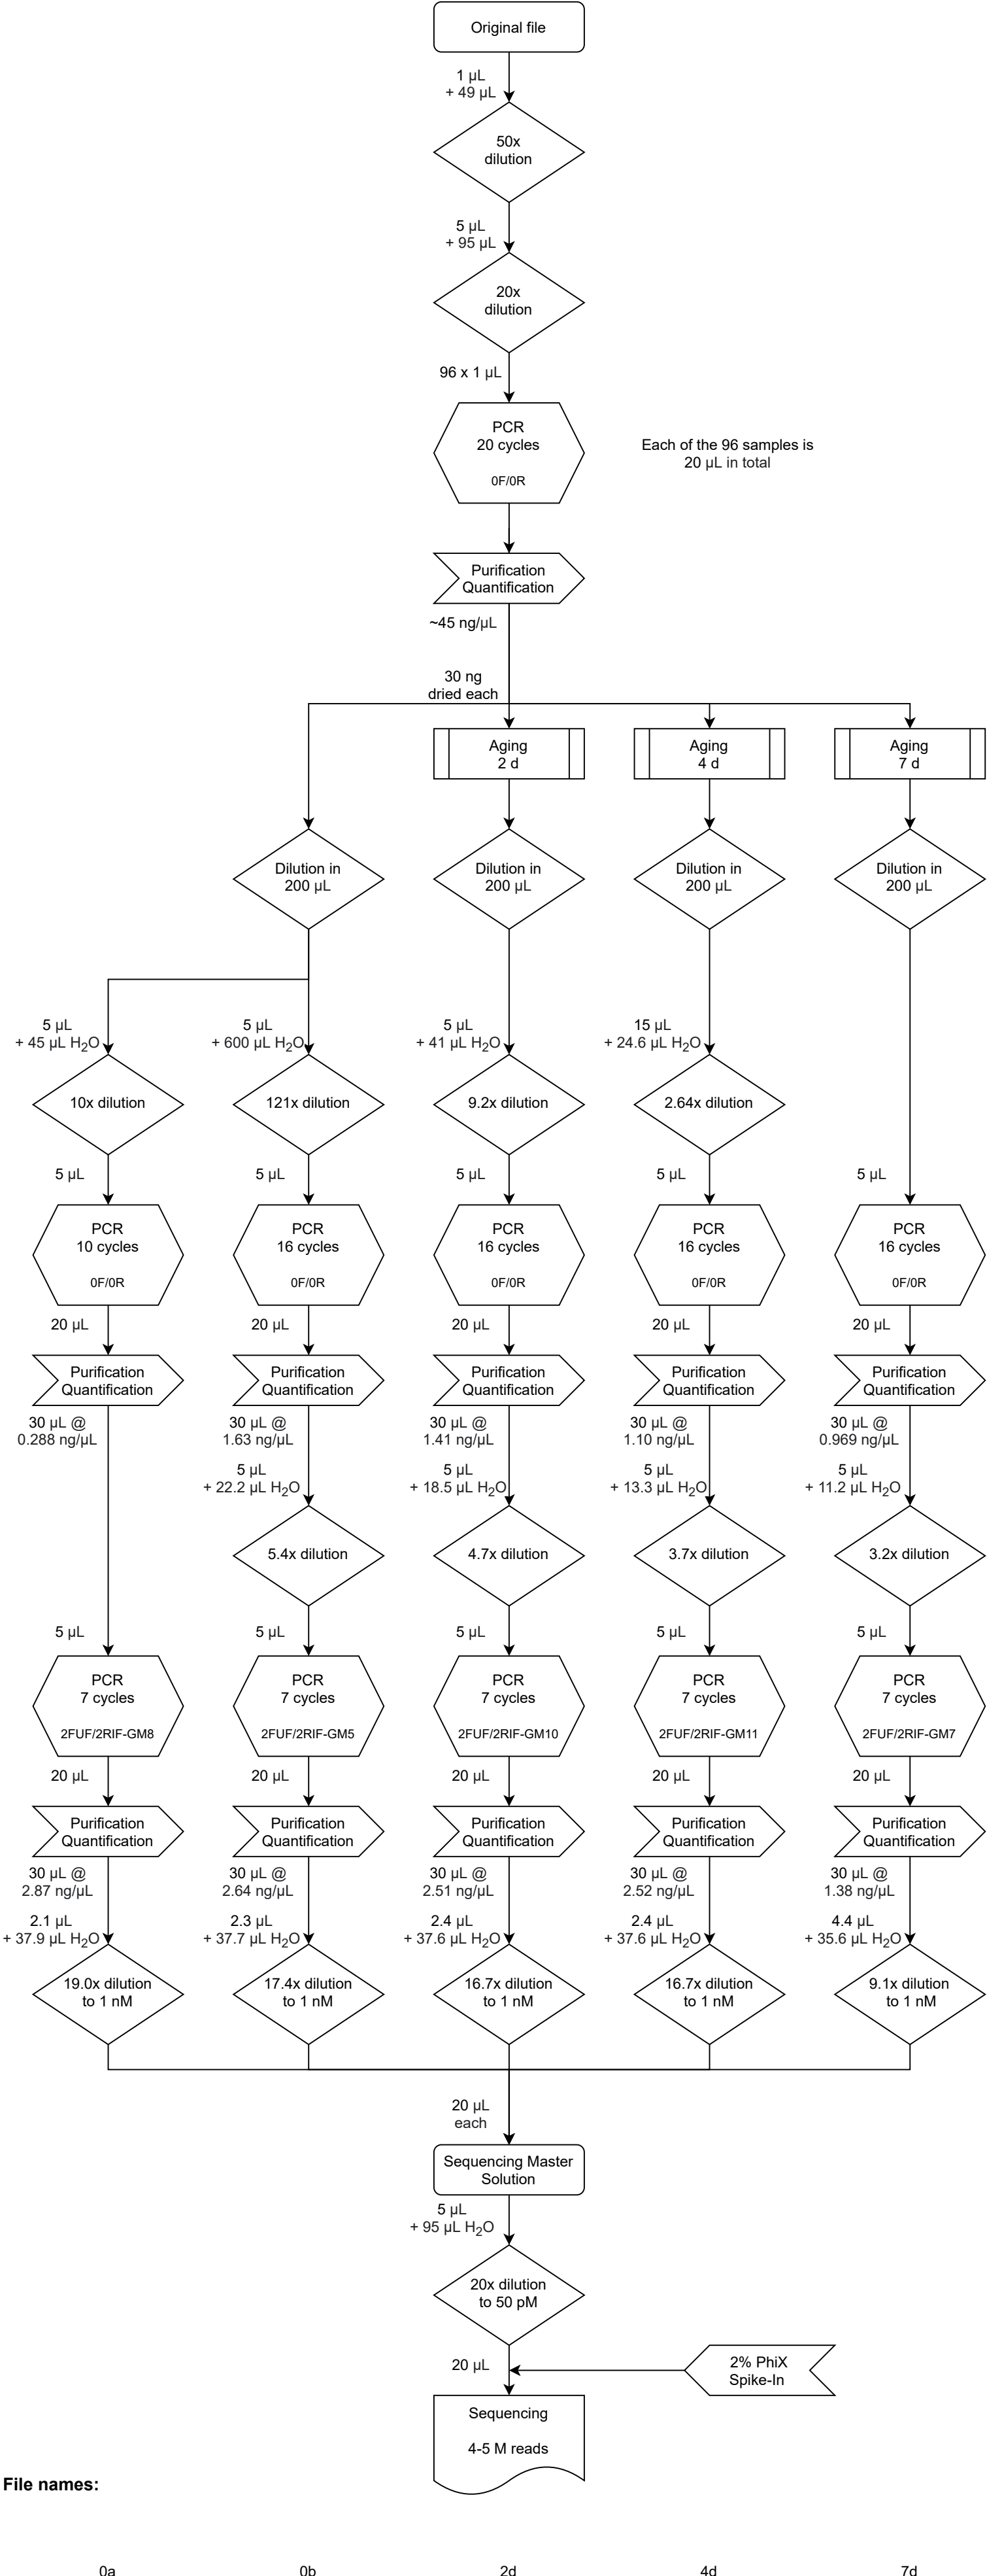 Original file
1 µL
+ 49 µL
50x
dilution
5 µL
+ 95 µL
20x
dilution
96 x 1 µL
PCR
20 cycles
0F/0R
Each of the 96 samples is
20 µL in total
Purification
Quantification
~45 ng/µL
30 ng
dried each
Aging
2 d
Aging
4 d
Aging
7 d
Dilution in
200 µL
Dilution in
200 µL
Dilution in
200 µL
Dilution in
200 µL
5 µL
+ 45 µL H2O
5 µL
+ 600 µL H2O
5 µL
+ 41 µL H2O
15 µL
+ 24.6 µL H2O
10x dilution
121x dilution
9.2x dilution
2.64x dilution
5 µL
5 µL
5 µL
5 µL
5 µL
PCR
10 cycles
0F/0R
PCR
16 cycles
0F/0R
PCR
16 cycles
0F/0R
PCR
16 cycles
0F/0R
PCR
16 cycles
0F/0R
20 µL
20 µL
20 µL
20 µL
20 µL
Purification
Quantification
Purification
Quantification
Purification
Quantification
Purification
Quantification
Purification
Quantification
30 µL @
0.288 ng/µL
30 µL @
1.63 ng/µL
30 µL @
1.41 ng/µL
30 µL @
1.10 ng/µL
30 µL @
0.969 ng/µL
5 µL
+ 22.2 µL H2O
5 µL
+ 18.5 µL H2O
5 µL
+ 13.3 µL H2O
5 µL
+ 11.2 µL H2O
5.4x dilution
4.7x dilution
3.7x dilution
3.2x dilution
5 µL
5 µL
5 µL
5 µL
5 µL
PCR
7 cycles
2FUF/2RIF-GM8
PCR
7 cycles
2FUF/2RIF-GM5
PCR
7 cycles
2FUF/2RIF-GM10
PCR
7 cycles
2FUF/2RIF-GM11
PCR
7 cycles
2FUF/2RIF-GM7
20 µL
20 µL
20 µL
20 µL
20 µL
Purification
Quantification
Purification
Quantification
Purification
Quantification
Purification
Quantification
Purification
Quantification
30 µL @
2.87 ng/µL
30 µL @
2.64 ng/µL
30 µL @
2.51 ng/µL
30 µL @
2.52 ng/µL
30 µL @
1.38 ng/µL
2.1 µL
+ 37.9 µL H2O
2.3 µL
+ 37.7 µL H2O
2.4 µL
+ 37.6 µL H2O
2.4 µL
+ 37.6 µL H2O
4.4 µL
+ 35.6 µL H2O
19.0x dilution
to 1 nM
17.4x dilution
to 1 nM
16.7x dilution
to 1 nM
16.7x dilution
to 1 nM
9.1x dilution
to 1 nM
20 µL
each
Sequencing Master
Solution
5 µL
+ 95 µL H2O
20x dilution
to 50 pM
20 µL
2% PhiX
Spike-In
Sequencing
4-5 M reads
File names:
0a
0b
2d
4d
7d